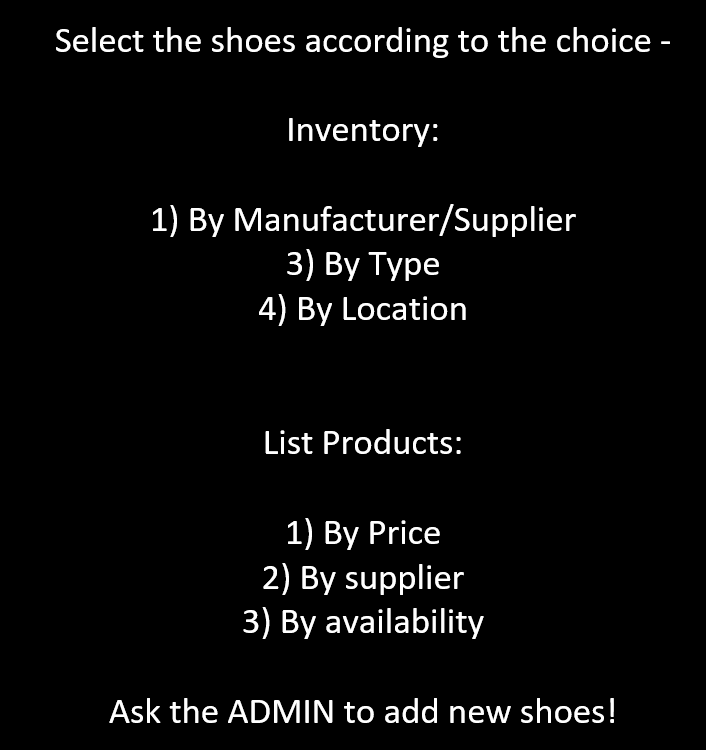 Select the shoes according to the choice -
Inventory:
1) By Manufacturer/Supplier
3) By Type
4) By Location
List Products:
1) By Price
2) By supplier
3) By availability
Ask the ADMIN to add new shoes!